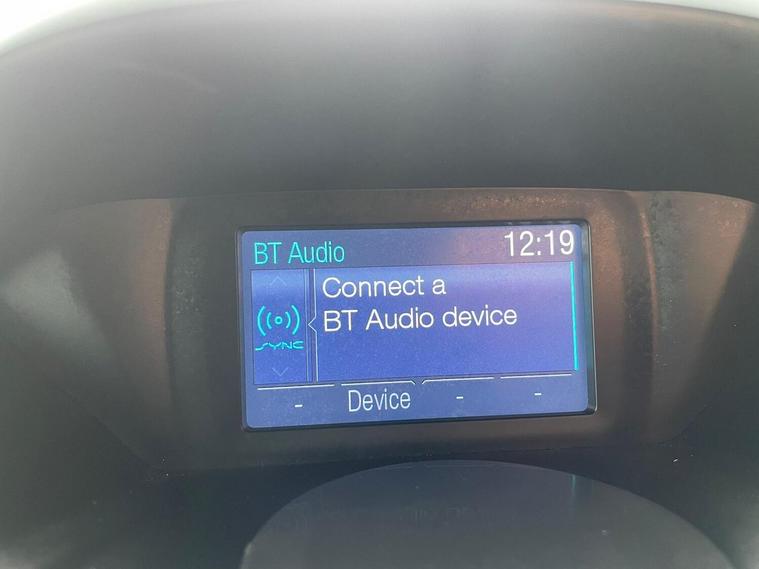 BT Audio 12:19
Connect a
BT Audio device
SYNC
- Device - -